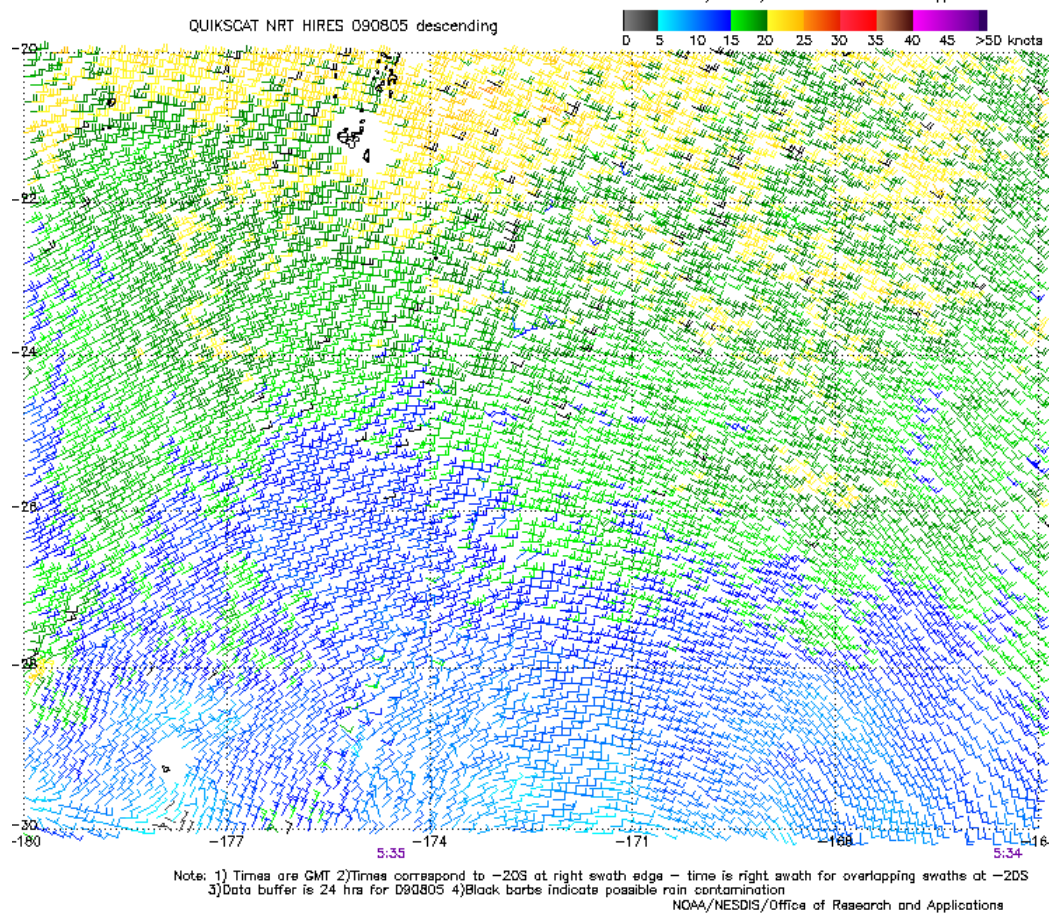 QUIKSCAT NRT HIRES 090805 descending
0 5 10 15 20 25 30 35 40 45 >50 knots
-20
-22
-24
-26
-28
-30
-180 -177 -174 -171 -168 -16
5:35 5:34
Note: 1) Times are GMT 2)Times correspond to -20S at right swath edge - time is right swath for overlapping swaths at -20S
3)Data buffer is 24 hrs for 090805 4)Black barbs indicate possible rain contamination
NOAA/NESDIS/Office of Research and Applications